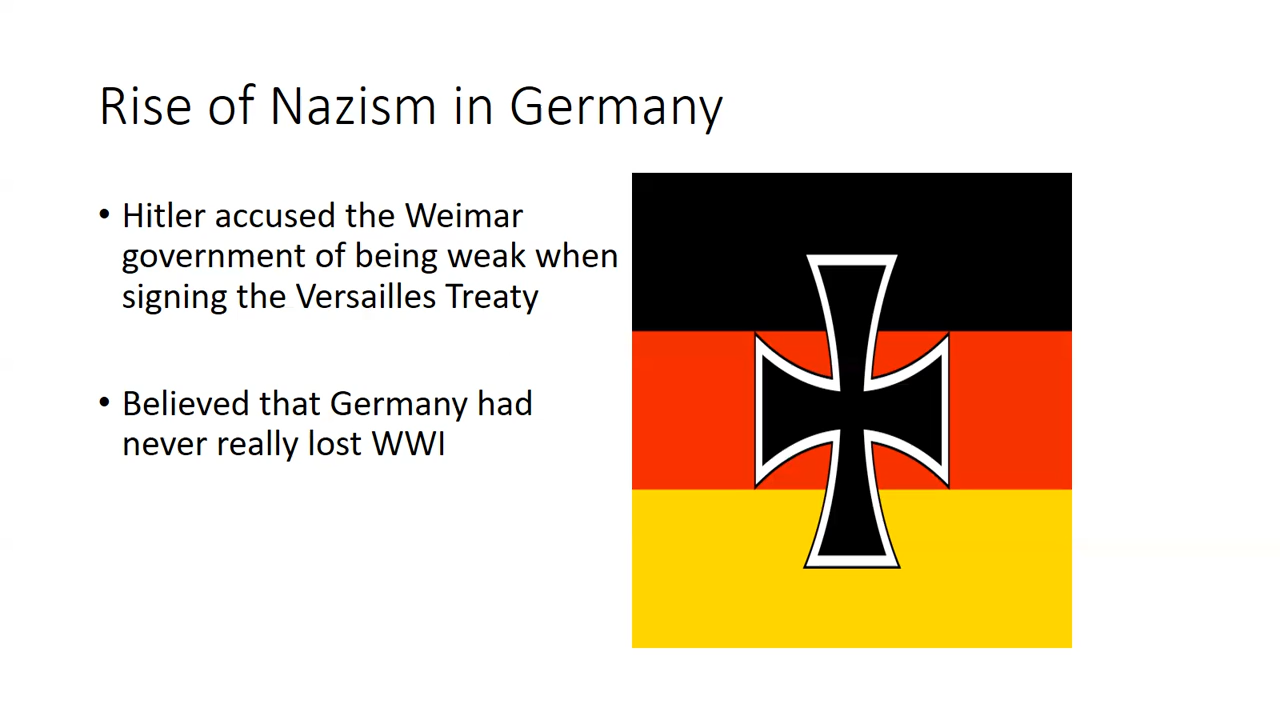 Rise of Nazism in Germany
• Hitler accused the Weimar
government of being weak when
signing the Versailles Treaty
• Believed that Germany had
never really lost WWI